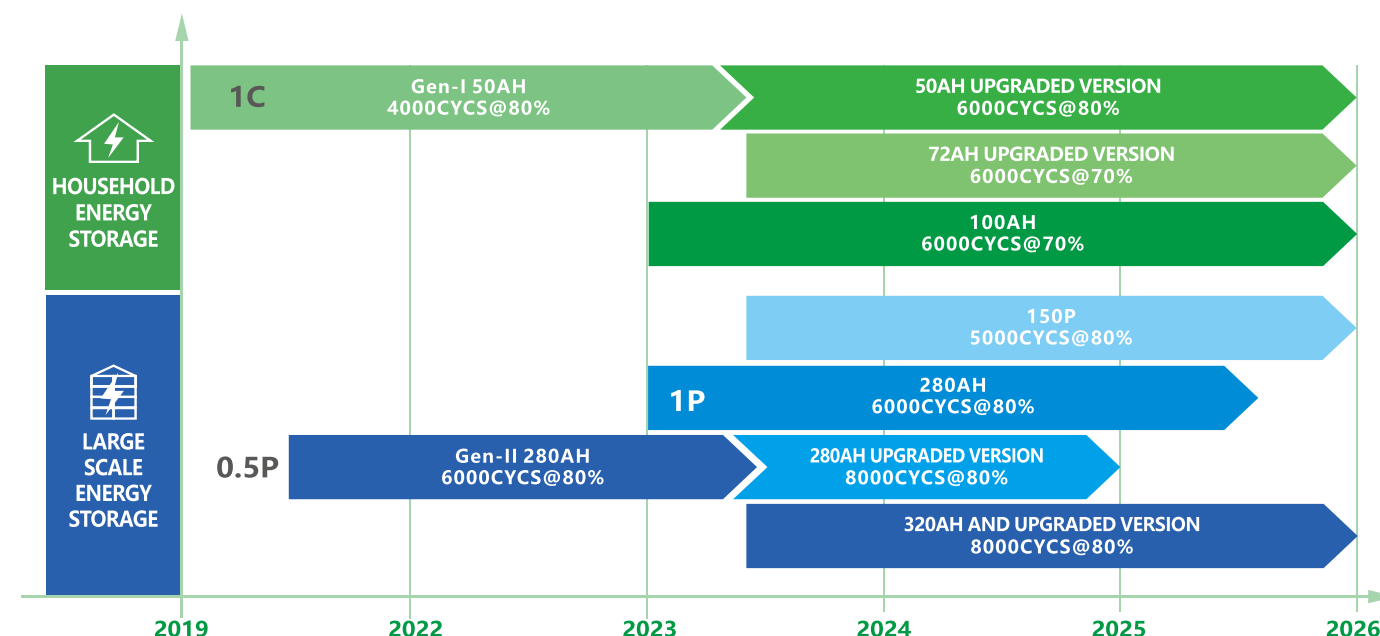 1C
Gen-I 50AH
4000CYCS@80%
50AH UPGRADED VERSION
6000CYCS@80%
72AH UPGRADED VERSION
6000CYCS@70%
HOUSEHOLD
ENERGY
STORAGE
100AH
6000CYCS@70%
150P
5000CYCS@80%
1P
280AH
6000CYCS@80%
LARGE
SCALE
ENERGY
STORAGE
0.5P
Gen-II 280AH
6000CYCS@80%
280AH UPGRADED VERSION
8000CYCS@80%
320AH AND UPGRADED VERSION
8000CYCS@80%
2019 2022 2023 2024 2025 2026